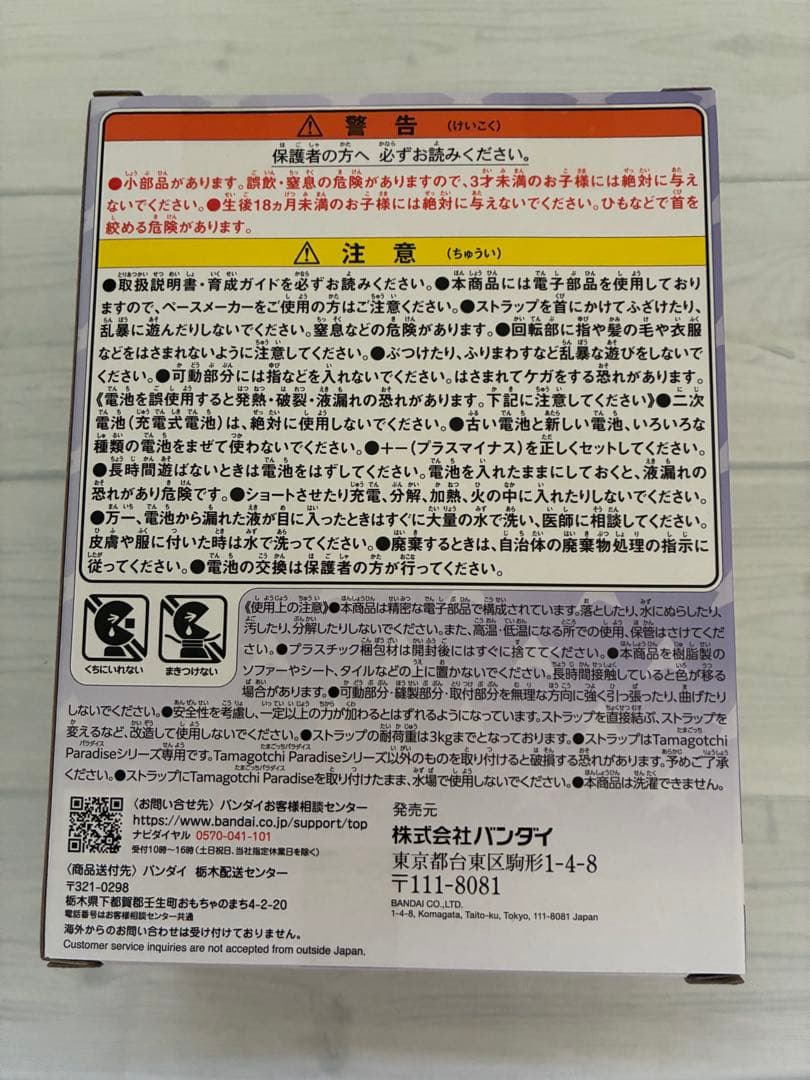 ⚠ 警告 (けいこく)
保護者の方へ 必ずお読みください。
●小部品があります。誤飲・窒息の危険がありますので、3才未満のお子様には絶対に与え
ないでください。●生後18ヵ月未満のお子様には絶対に与えないでください。ひもなどで首を
絞める危険があります。
⚠ 注意 (ちゅうい)
●取扱説明書・育成ガイドを必ずお読みください。●本商品には電子部品を使用しており
ますので、ペースメーカーをご使用の方はご注意ください。●ストラップを首にかけてふざけたり、
乱暴に遊んだりしないでください。窒息などの危険があります。●回転部に指や髪の毛や衣服
などをはさまれないように注意してください。●ぶつけたり、ふりまわすなど乱暴な遊びをしないで
ください。●可動部分には指などを入れないでください。はさまれてケガをする恐れがあります。
《電池を誤使用すると発熱・破裂・液漏れの恐れがあります。下記に注意してください》●二次
電池(充電式電池)は、絶対に使用しないでください。●古い電池と新しい電池、いろいろな
種類の電池をまぜて使わないでください。●+-(プラスマイナス)を正しくセットしてください。
●長時間遊ばないときは電池をはずしてください。電池を入れたままにしておくと、液漏れの
恐れがあり危険です。●ショートさせたり充電、分解、加熱、火の中に入れたりしないでください。
●万一、電池から漏れた液が目に入ったときはすぐに大量の水で洗い、医師に相談してください。
皮膚や服に付いた時は水で洗ってください。●廃棄するときは、自治体の廃棄物処理の指示に
従ってください。●電池の交換は保護者の方が行ってください。
くちにいれない
まきつけない
《使用上の注意》●本商品は精密な電子部品で構成されています。落としたり、水にぬらしたり、
汚したり、分解したりしないでください。また、高温・低温になる所での使用、保管はさけてくだ
さい。●プラスチック梱包材は開封後にはすぐに捨ててください。●本商品を樹脂製の
ソファーやシート、タイルなどの上に置かないでください。長時間接触していると色が移る
場合があります。●可動部分・縫製部分・取付部分を無理な方向に強く引っ張ったり、曲げたり
しないでください。●安全性を考慮し、一定以上の力が加わるとはずれるようになっています。ストラップを直接結ぶ、ストラップを
変えるなど、改造して使用しないでください。●ストラップの耐荷重は3kgまでとなっております。●ストラップはTamagotchi
Paradiseシリーズ専用です。Tamagotchi Paradiseシリーズ以外のものを取り付けると破損する恐れがあります。予めご了承
ください。●ストラップにTamagotchi Paradiseを取り付けたまま、水場で使用しないでください。●本商品は洗濯できません。
〈お問い合せ先〉バンダイお客様相談センター
https://www.bandai.co.jp/support/top
ナビダイヤル 0570-041-101
受付10時〜16時(土日祝日、当社指定休業日を除く)
〈商品送付先〉バンダイ 栃木配送センター
〒321-0298
栃木県下都賀郡壬生町おもちゃのまち4-2-20
電話番号はお客様相談センター共通
海外からのお問い合わせは受け付けておりません。
Customer service inquiries are not accepted from outside Japan.
発売元
株式会社バンダイ
東京都台東区駒形1-4-8
〒111-8081
BANDAI CO.,LTD.
1-4-8, Komagata, Taito-ku, Tokyo, 111-8081 Japan